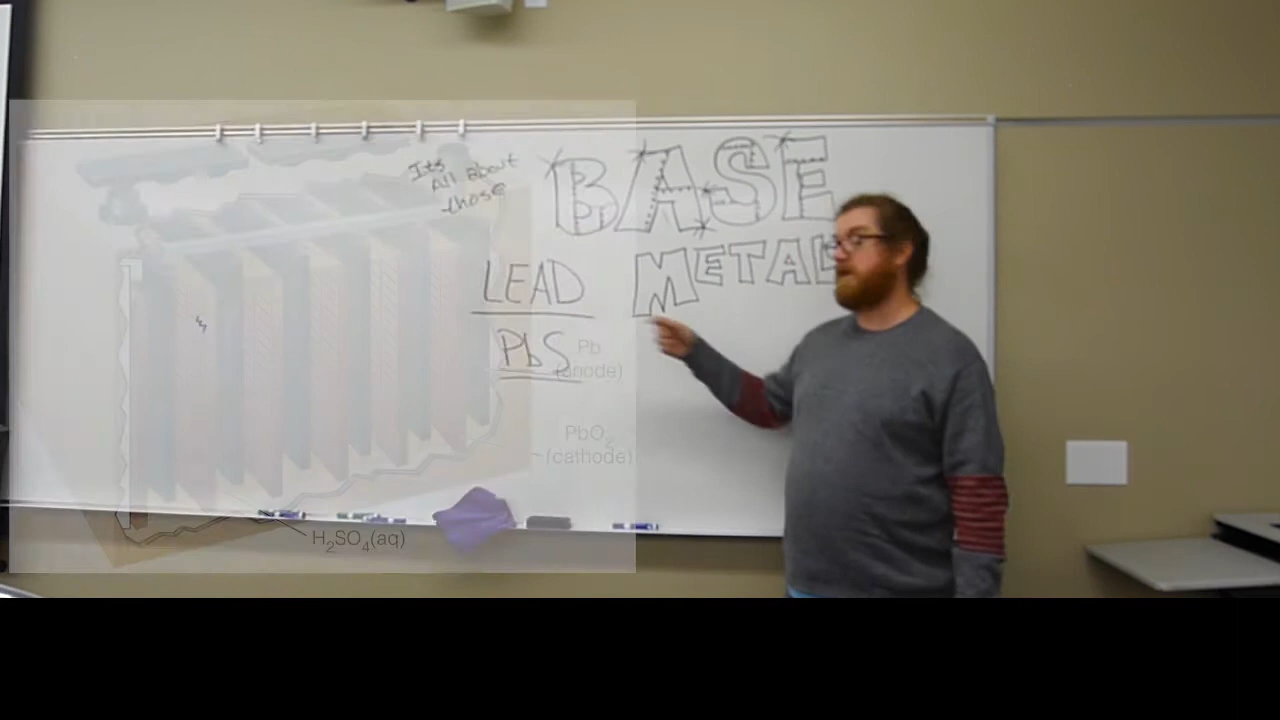 Its
All About
those
BASE
METAL
LEAD
PbS
Pb
(anode)
PbO₂
(cathode)
H₂SO₄(aq)